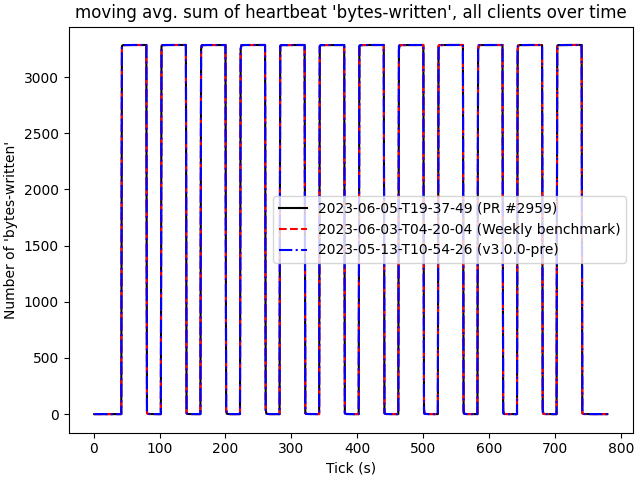 moving avg. sum of heartbeat 'bytes-written', all clients over time
Number of 'bytes-written'
3000
2500
2000
1500
1000
500
0
2023-06-05-T19-37-49 (PR #2959)
2023-06-03-T04-20-04 (Weekly benchmark)
2023-05-13-T10-54-26 (v3.0.0-pre)
0 100 200 300 400 500 600 700 800
Tick (s)